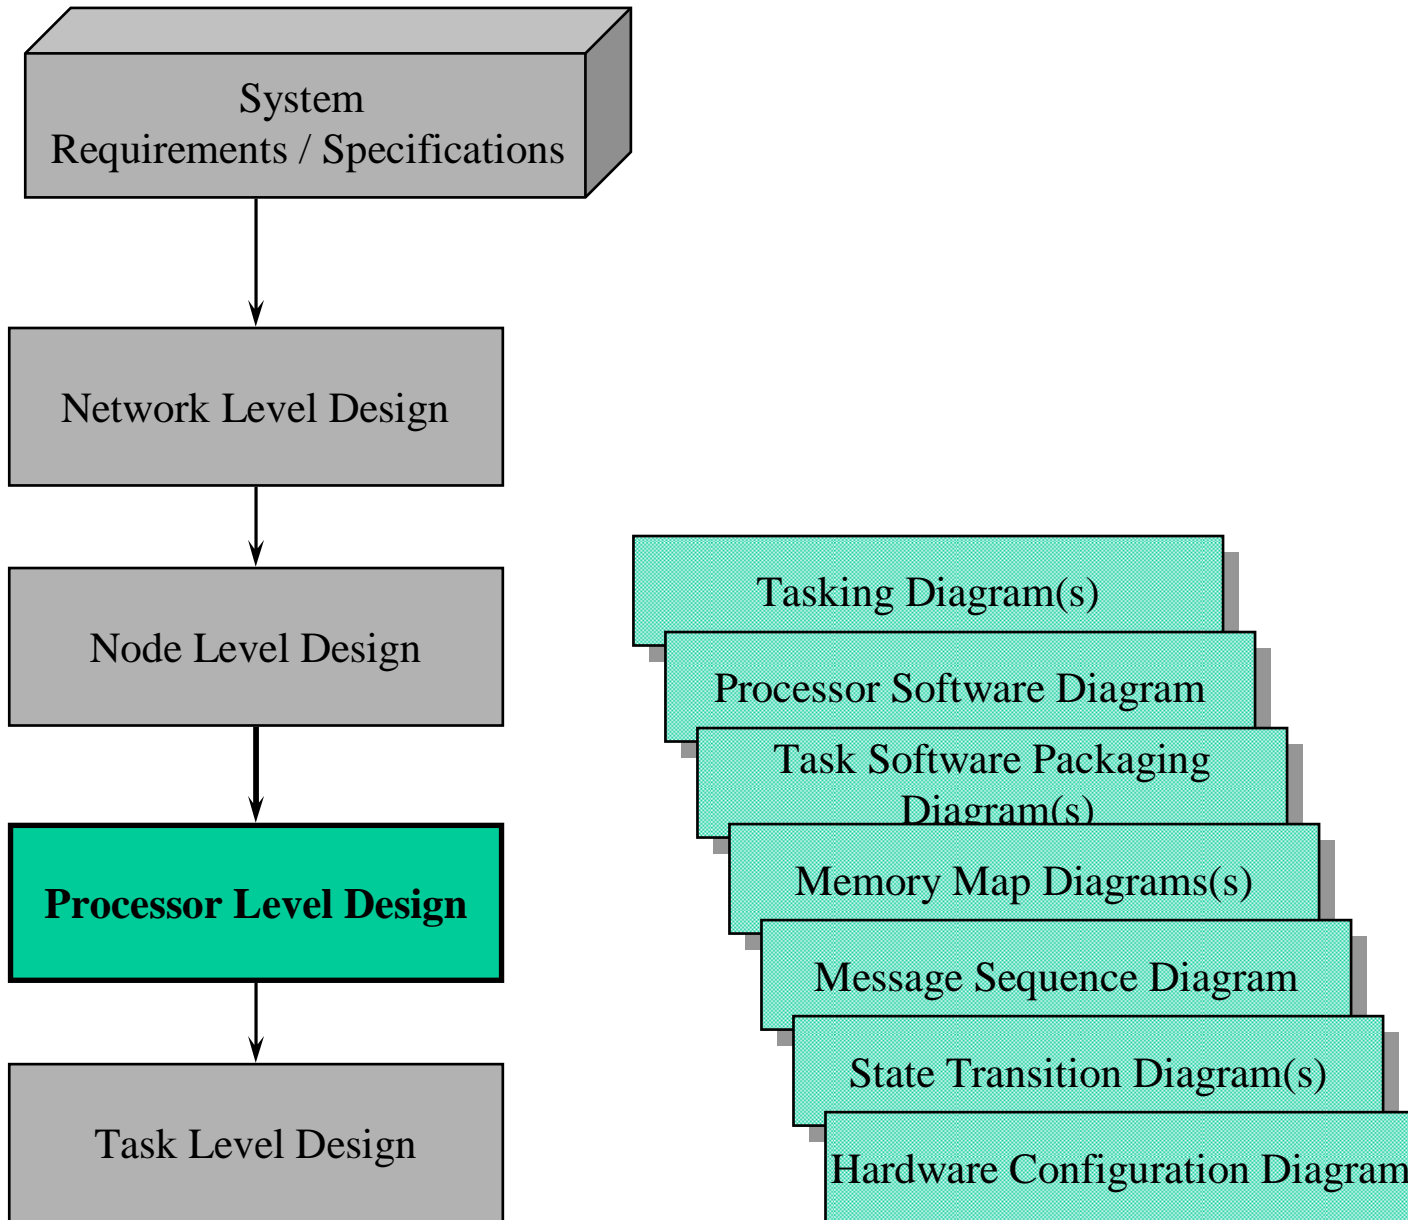 System
Requirements / Specifications
Network Level Design
Node Level Design
Processor Level Design
Task Level Design
Tasking Diagram(s)
Processor Software Diagram
Task Software Packaging
Diagram(s)
Memory Map Diagrams(s)
Message Sequence Diagram
State Transition Diagram(s)
Hardware Configuration Diagram